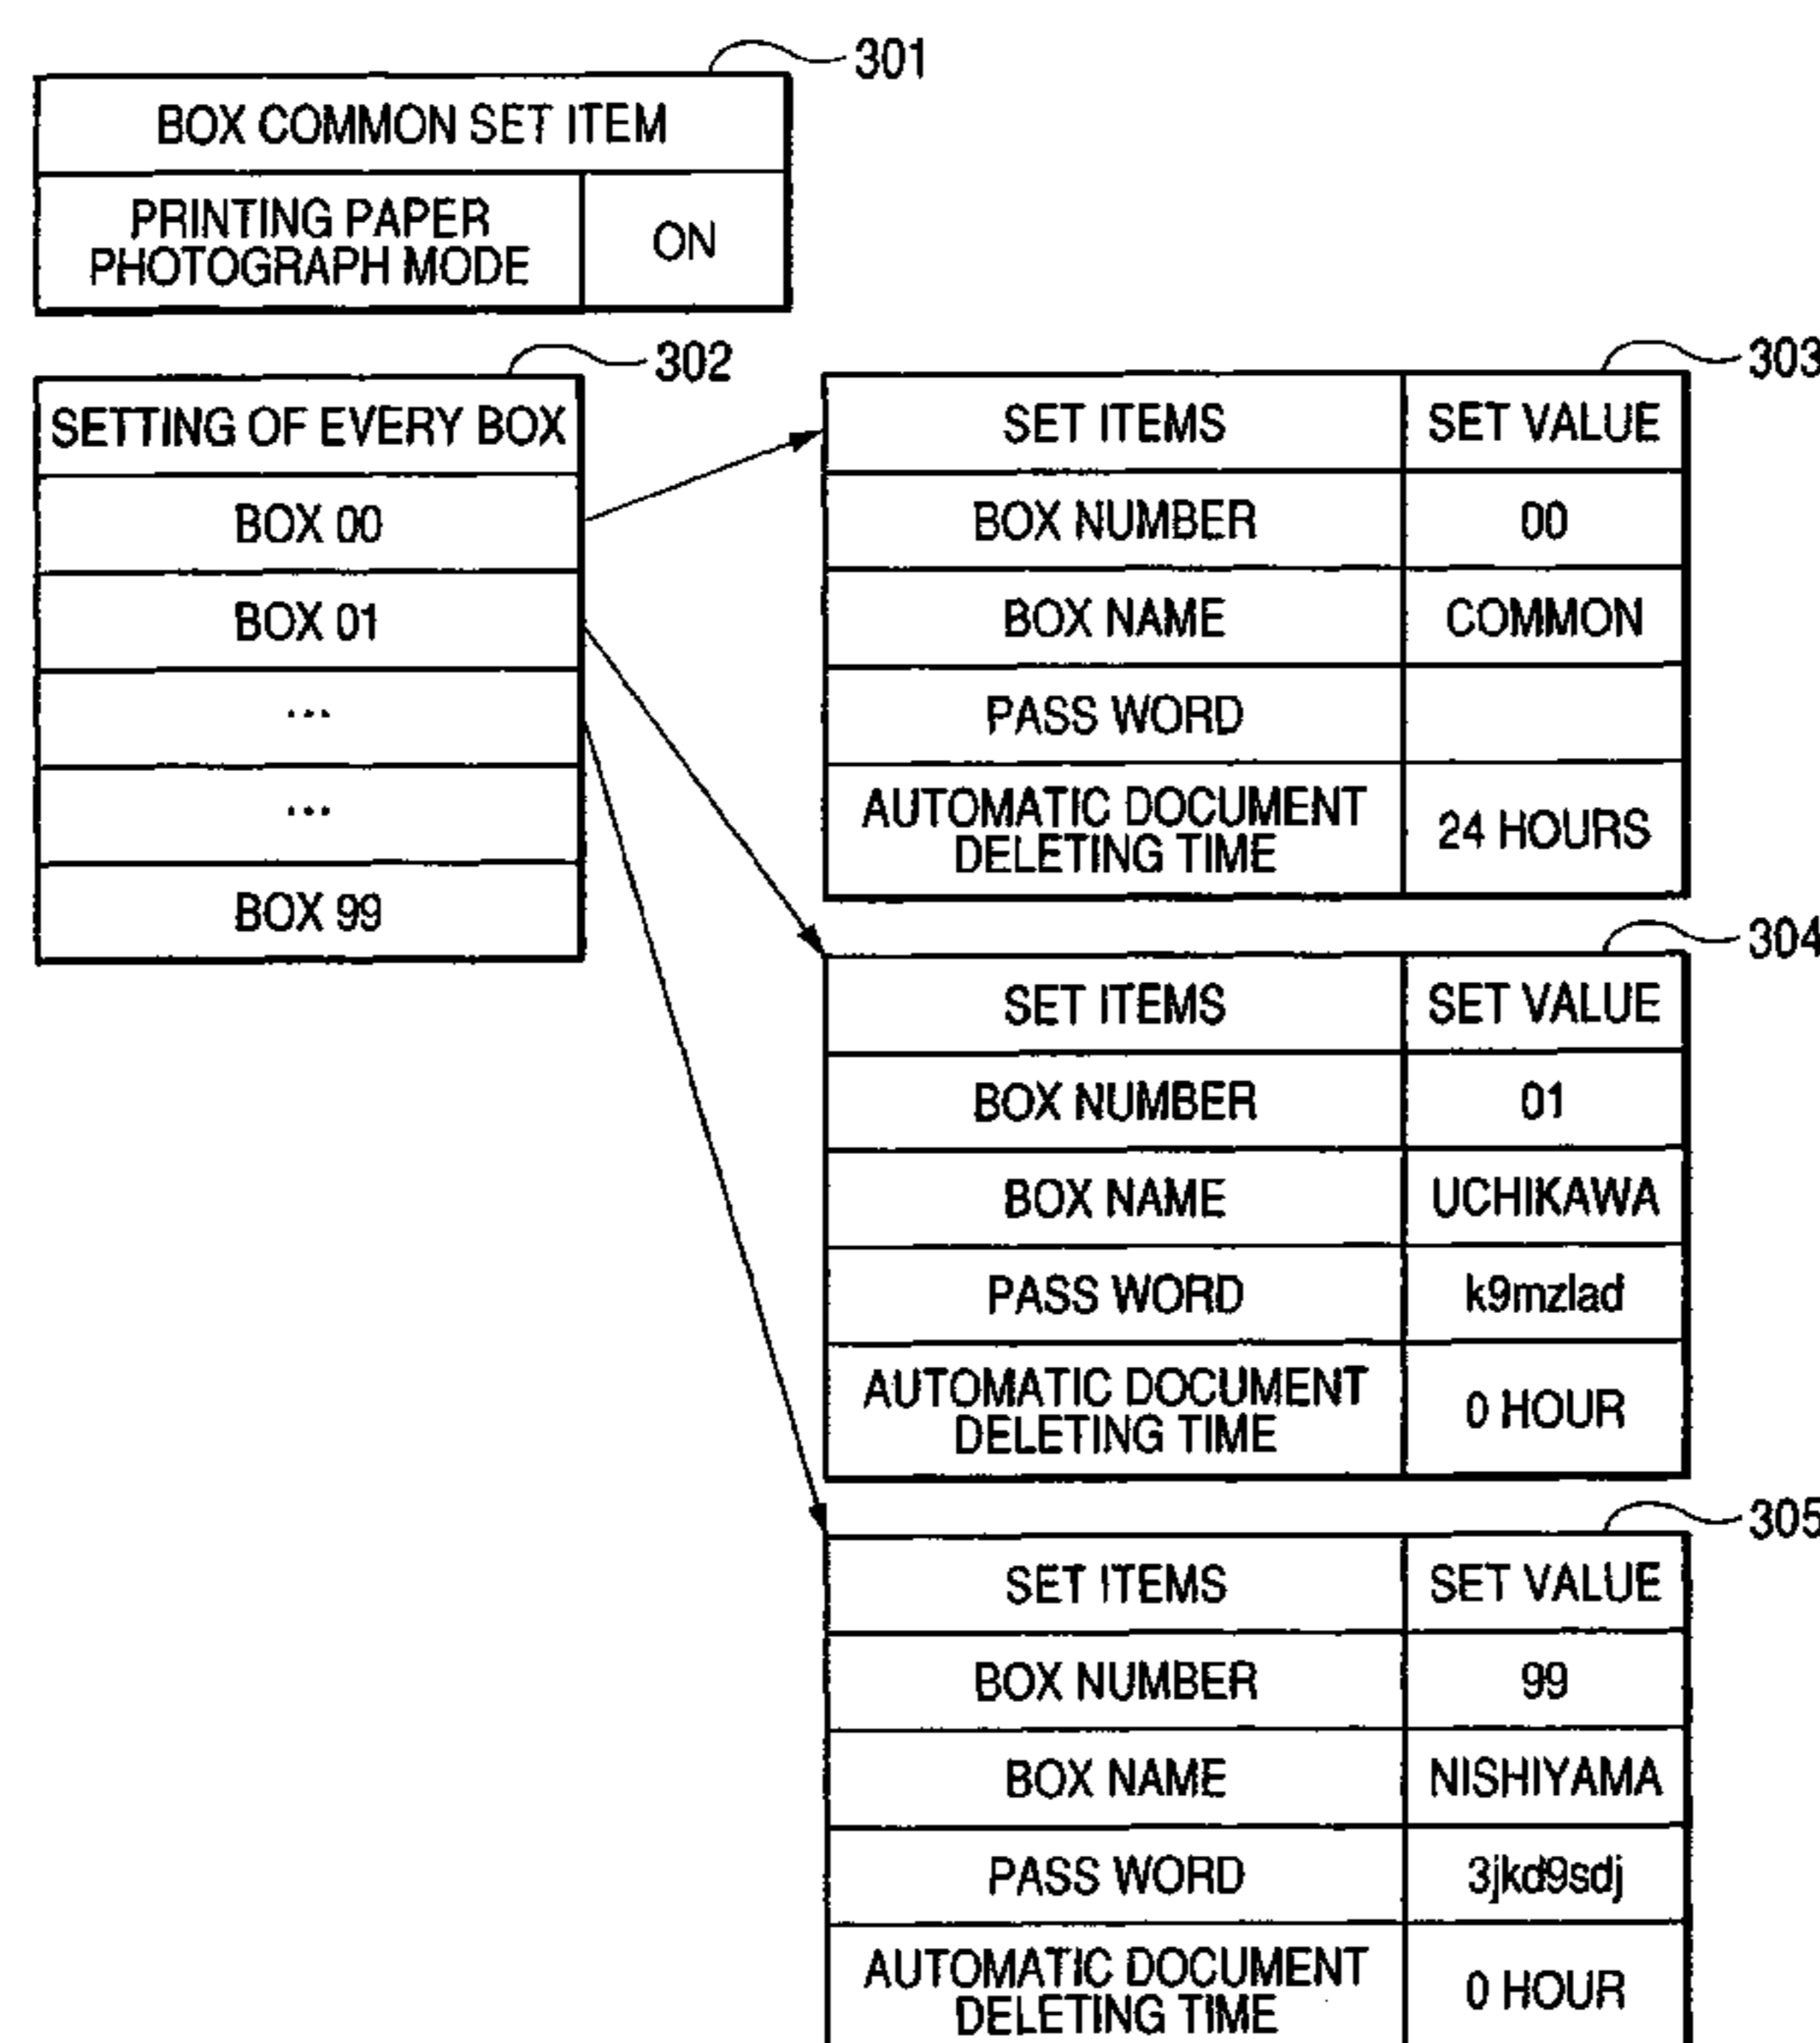 301
BOX COMMON SET ITEM
PRINTING PAPER
PHOTOGRAPH MODE
ON
302
SETTING OF EVERY BOX
BOX 00
BOX 01
...
...
BOX 99
303
SET ITEMS SET VALUE
BOX NUMBER 00
BOX NAME COMMON
PASS WORD
AUTOMATIC DOCUMENT
DELETING TIME
24 HOURS
304
SET ITEMS SET VALUE
BOX NUMBER 01
BOX NAME UCHIKAWA
PASS WORD k9mzlad
AUTOMATIC DOCUMENT
DELETING TIME
0 HOUR
305
SET ITEMS SET VALUE
BOX NUMBER 99
BOX NAME NISHIYAMA
PASS WORD 3jkd9sdj
AUTOMATIC DOCUMENT
DELETING TIME
0 HOUR